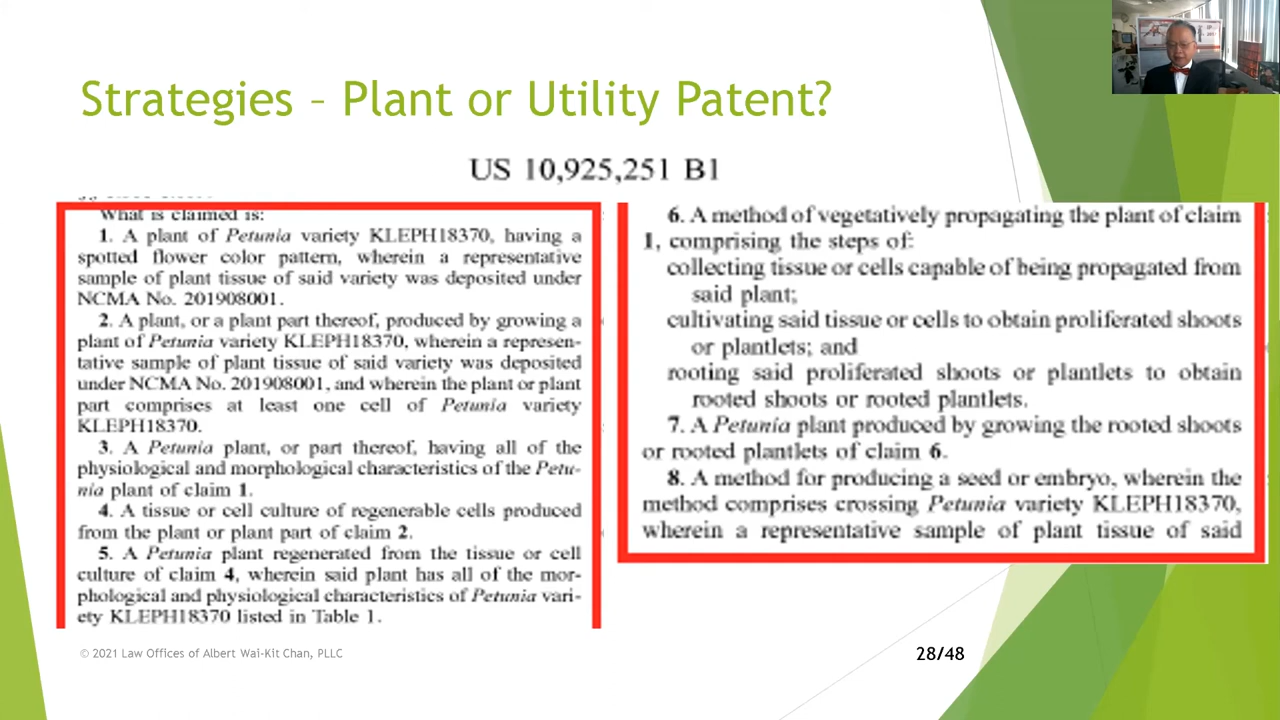 Strategies – Plant or Utility Patent?
US 10,925,251 B1
What is claimed is:
1. A plant of Petunia variety KLEPH18370, having a
spotted flower color pattern, wherein a representative
sample of plant tissue of said variety was deposited under
NCMA No. 201908001.
2. A plant, or a plant part thereof, produced by growing a
plant of Petunia variety KLEPH18370, wherein a represen-
tative sample of plant tissue of said variety was deposited
under NCMA No. 201908001, and wherein the plant or plant
part comprises at least one cell of Petunia variety
KLEPH18370.
3. A Petunia plant, or part thereof, having all of the
physiological and morphological characteristics of the Petu-
nia plant of claim 1.
4. A tissue or cell culture of regenerable cells produced
from the plant or plant part of claim 2.
5. A Petunia plant regenerated from the tissue or cell
culture of claim 4, wherein said plant has all of the mor-
phological and physiological characteristics of Petunia vari-
ety KLEPH18370 listed in Table 1.
6. A method of vegetatively propagating the plant of claim
1, comprising the steps of:
collecting tissue or cells capable of being propagated from
said plant;
cultivating said tissue or cells to obtain proliferated shoots
or plantlets; and
rooting said proliferated shoots or plantlets to obtain
rooted shoots or rooted plantlets.
7. A Petunia plant produced by growing the rooted shoots
or rooted plantlets of claim 6.
8. A method for producing a seed or embryo, wherein the
method comprises crossing Petunia variety KLEPH18370,
wherein a representative sample of plant tissue of said
© 2021 Law Offices of Albert Wai-Kit Chan, PLLC
28/48